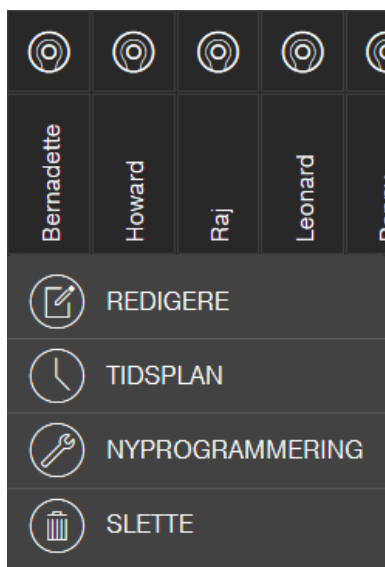 Bernadette
Howard
Raj
Leonard
REDIGERE
TIDSPLAN
NYPROGRAMMERING
SLETTE